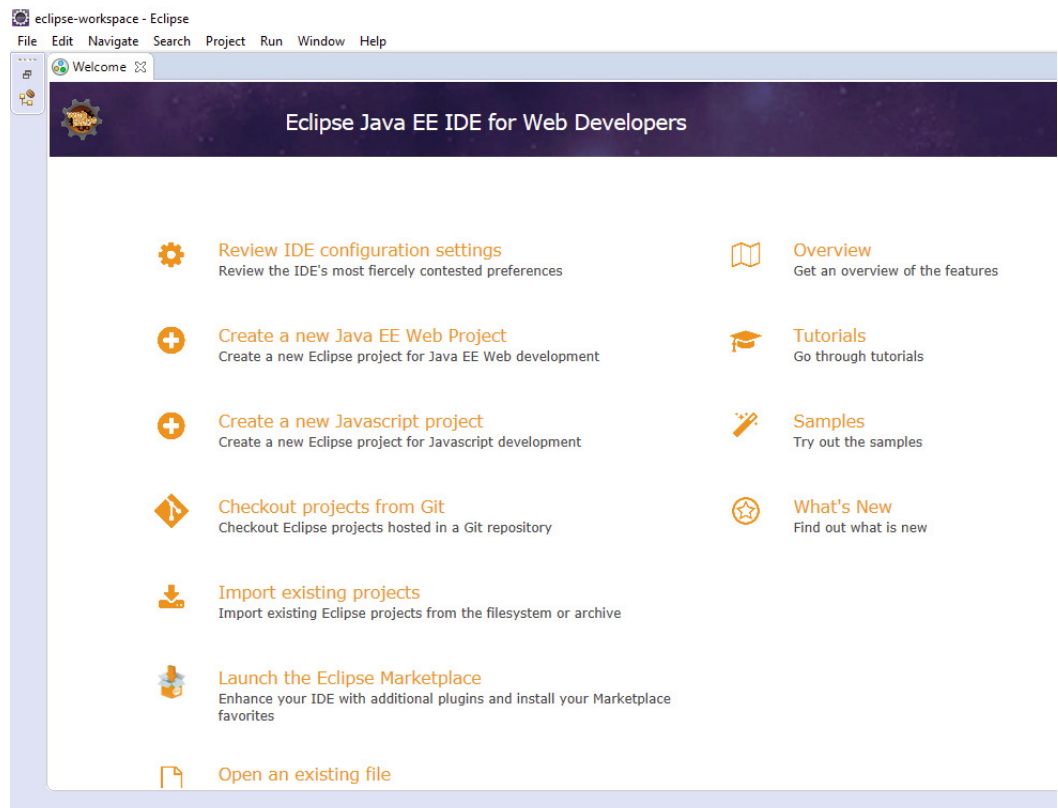 eclipse-workspace - Eclipse
File Edit Navigate Search Project Run Window Help
Welcome
Eclipse Java EE IDE for Web Developers
Review IDE configuration settings
Review the IDE's most fiercely contested preferences
Create a new Java EE Web Project
Create a new Eclipse project for Java EE Web development
Create a new Javascript project
Create a new Eclipse project for Javascript development
Checkout projects from Git
Checkout Eclipse projects hosted in a Git repository
Import existing projects
Import existing Eclipse projects from the filesystem or archive
Launch the Eclipse Marketplace
Enhance your IDE with additional plugins and install your Marketplace
favorites
Open an existing file
Overview
Get an overview of the features
Tutorials
Go through tutorials
Samples
Try out the samples
What's New
Find out what is new